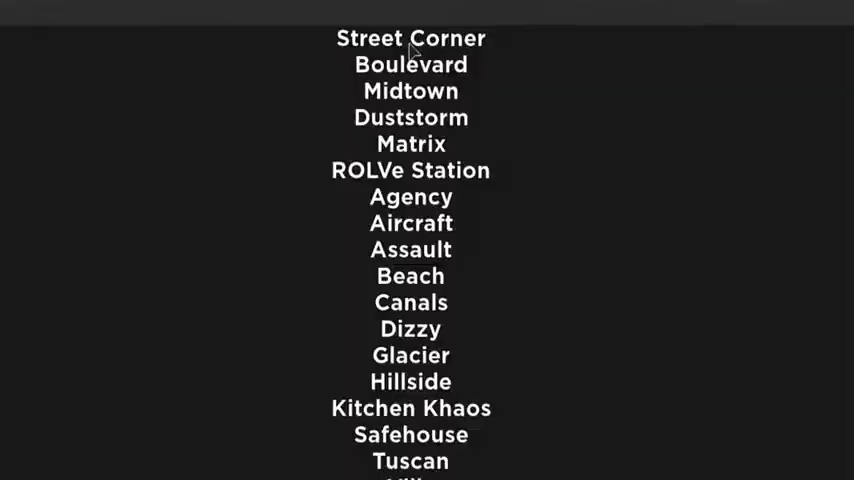 Street Corner
Boulevard
Midtown
Duststorm
Matrix
ROLVe Station
Agency
Aircraft
Assault
Beach
Canals
Dizzy
Glacier
Hillside
Kitchen Khaos
Safehouse
Tuscan